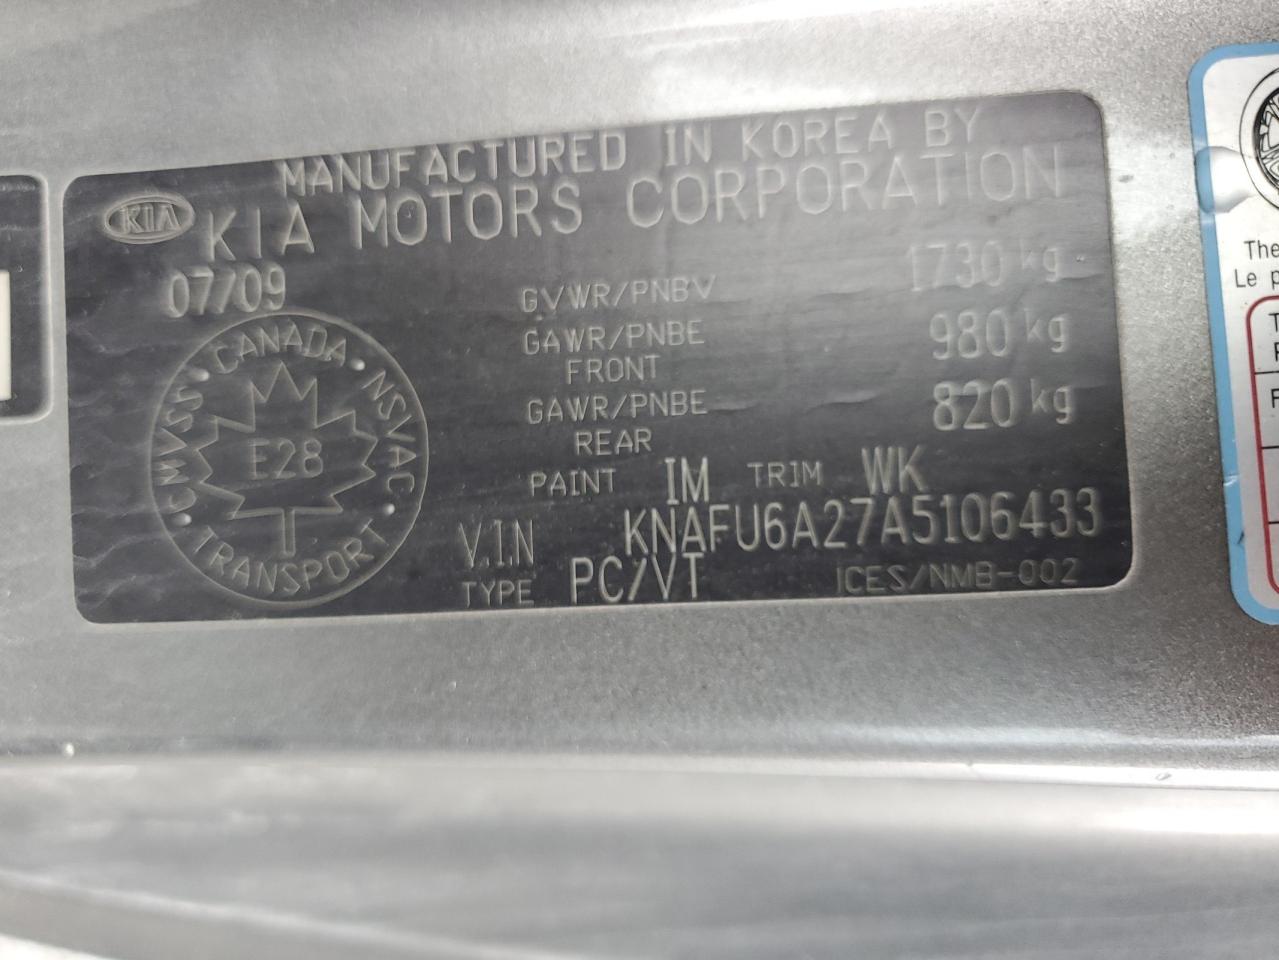 MANUFACTURED IN KOREA BY
KIA KIA MOTORS CORPORATION
07/09
GVWR/PNBV 1730 kg
GAWR/PNBE 980 kg
FRONT
GAWR/PNBE 820 kg
REAR
PAINT IM TRIM WK
V.I.N KNAFU6A27A5106433
TYPE PC/VT ICES/NMB-002
CANADA · NSVAC · TRANSPORT · CMVSS
E28
The
Le p
T
F
F